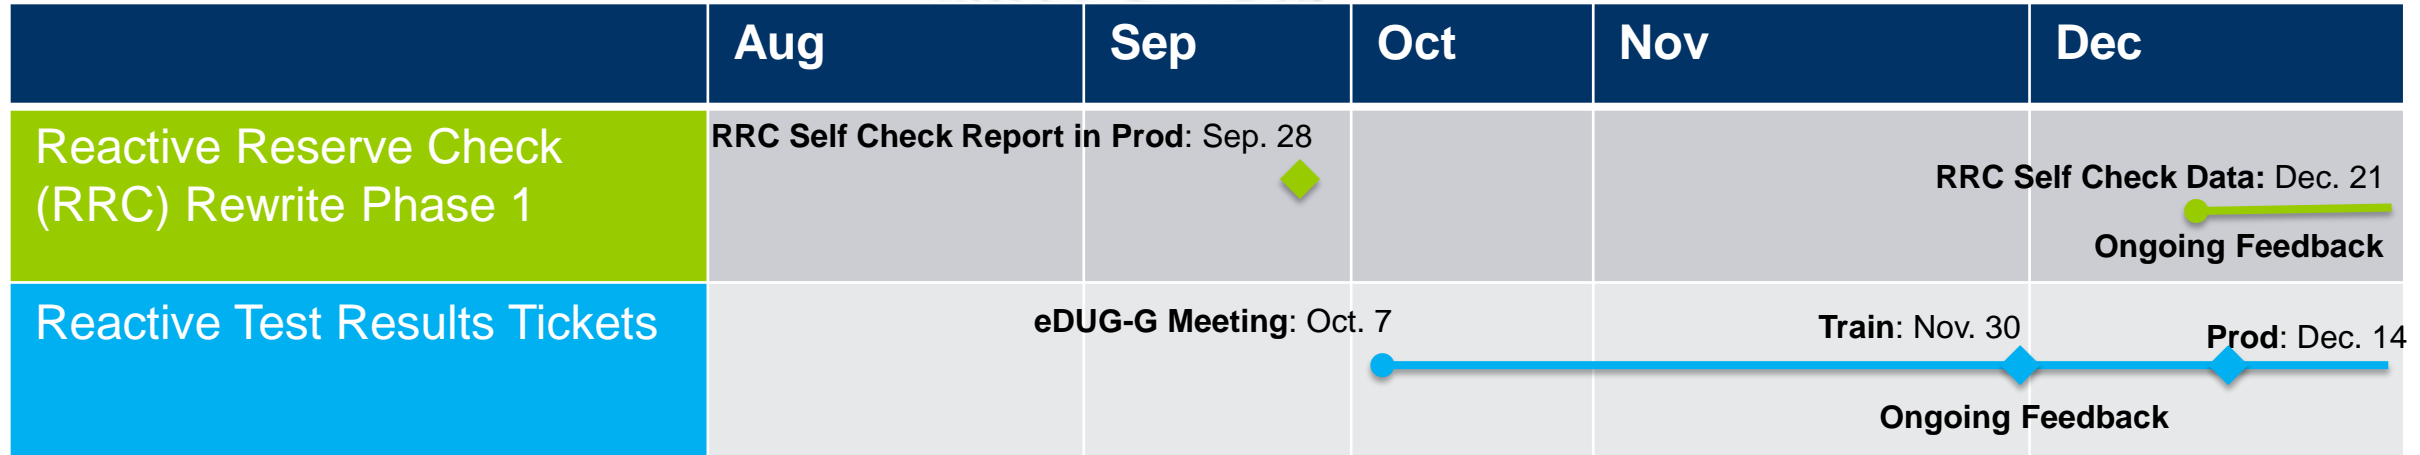 Aug Sep Oct Nov Dec
Reactive Reserve Check
(RRC) Rewrite Phase 1
RRC Self Check Report in Prod: Sep. 28
RRC Self Check Data: Dec. 21
Ongoing Feedback
Reactive Test Results Tickets
eDUG-G Meeting: Oct. 7
Train: Nov. 30
Prod: Dec. 14
Ongoing Feedback